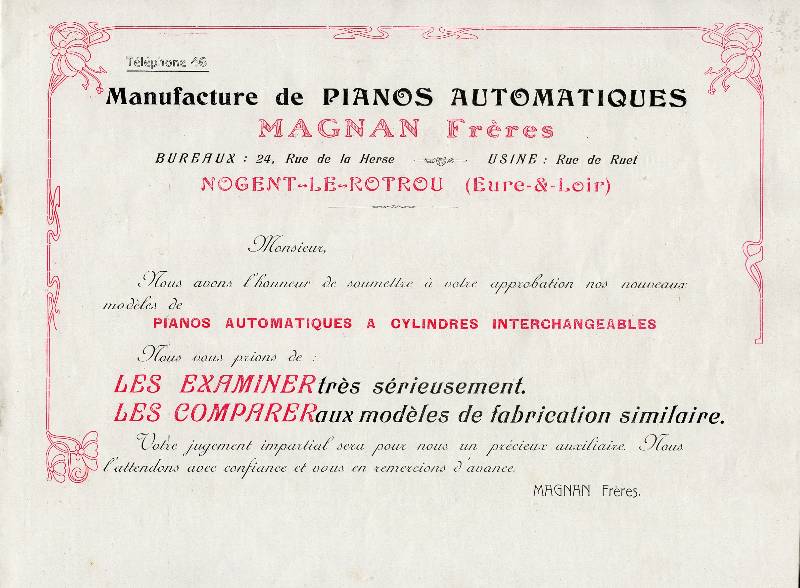 Téléphone 46
Manufacture de PIANOS AUTOMATIQUES
MAGNAN Frères
BUREAUX : 24, Rue de la Herse USINE : Rue de Ruet
NOGENT-LE-ROTROU (Eure-&-Loir)
Monsieur,
Nous avons l'honneur de soumettre à votre approbation nos nouveaux
modèles de
PIANOS AUTOMATIQUES A CYLINDRES INTERCHANGEABLES
Nous vous prions de :
LES EXAMINER très sérieusement.
LES COMPARER aux modèles de fabrication similaire.
Votre jugement impartial sera pour nous un précieux auxiliaire. Nous
l'attendons avec confiance et vous en remercions d'avance.
MAGNAN Frères.